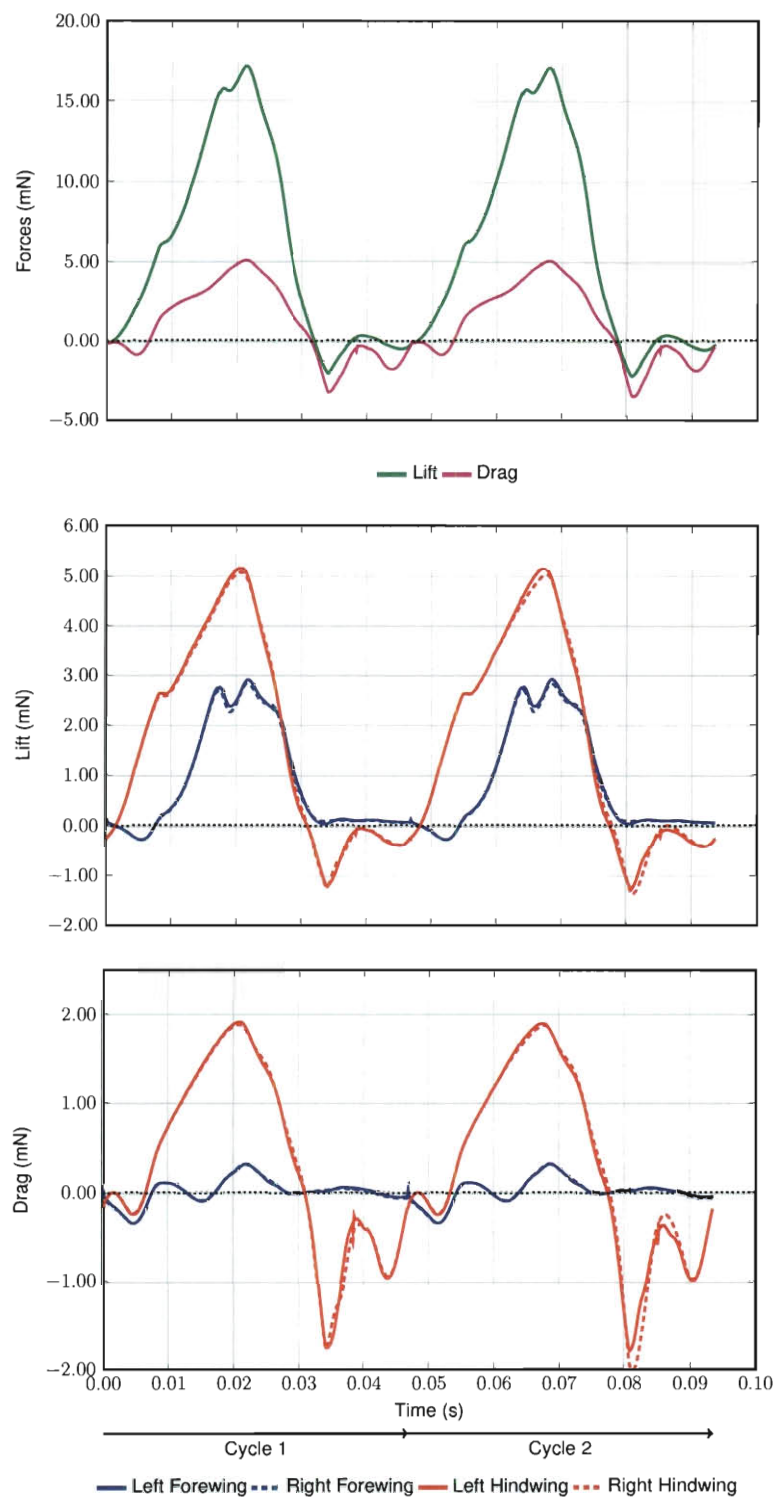 20.00
15.00
10.00
5.00
0.00
−5.00
Forces (mN)
Lift Drag
6.00
5.00
4.00
3.00
2.00
1.00
0.00
−1.00
−2.00
Lift (mN)
2.00
1.00
0.00
−1.00
−2.00
Drag (mN)
0.00 0.01 0.02 0.03 0.04 0.05 0.06 0.07 0.08 0.09 0.10
Time (s)
Cycle 1 Cycle 2
Left Forewing Right Forewing Left Hindwing Right Hindwing